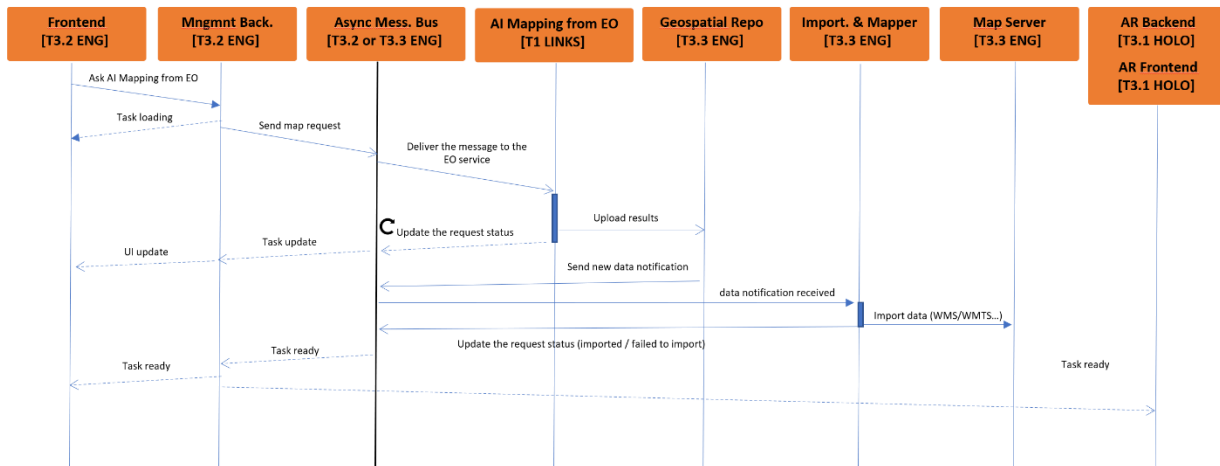 Frontend
[T3.2 ENG]
Mngmnt Back.
[T3.2 ENG]
Async Mess. Bus
[T3.2 or T3.3 ENG]
AI Mapping from EO
[T1 LINKS]
Geospatial Repo
[T3.3 ENG]
Import. & Mapper
[T3.3 ENG]
Map Server
[T3.3 ENG]
AR Backend
[T3.1 HOLO]
AR Frontend
[T3.1 HOLO]
Ask AI Mapping from EO
Task loading
Send map request
Deliver the message to the
EO service
Upload results
Update the request status
Task update
UI update
Send new data notification
data notification received
Import data (WMS/WMTS...)
Update the request status (imported / failed to import)
Task ready
Task ready
Task ready